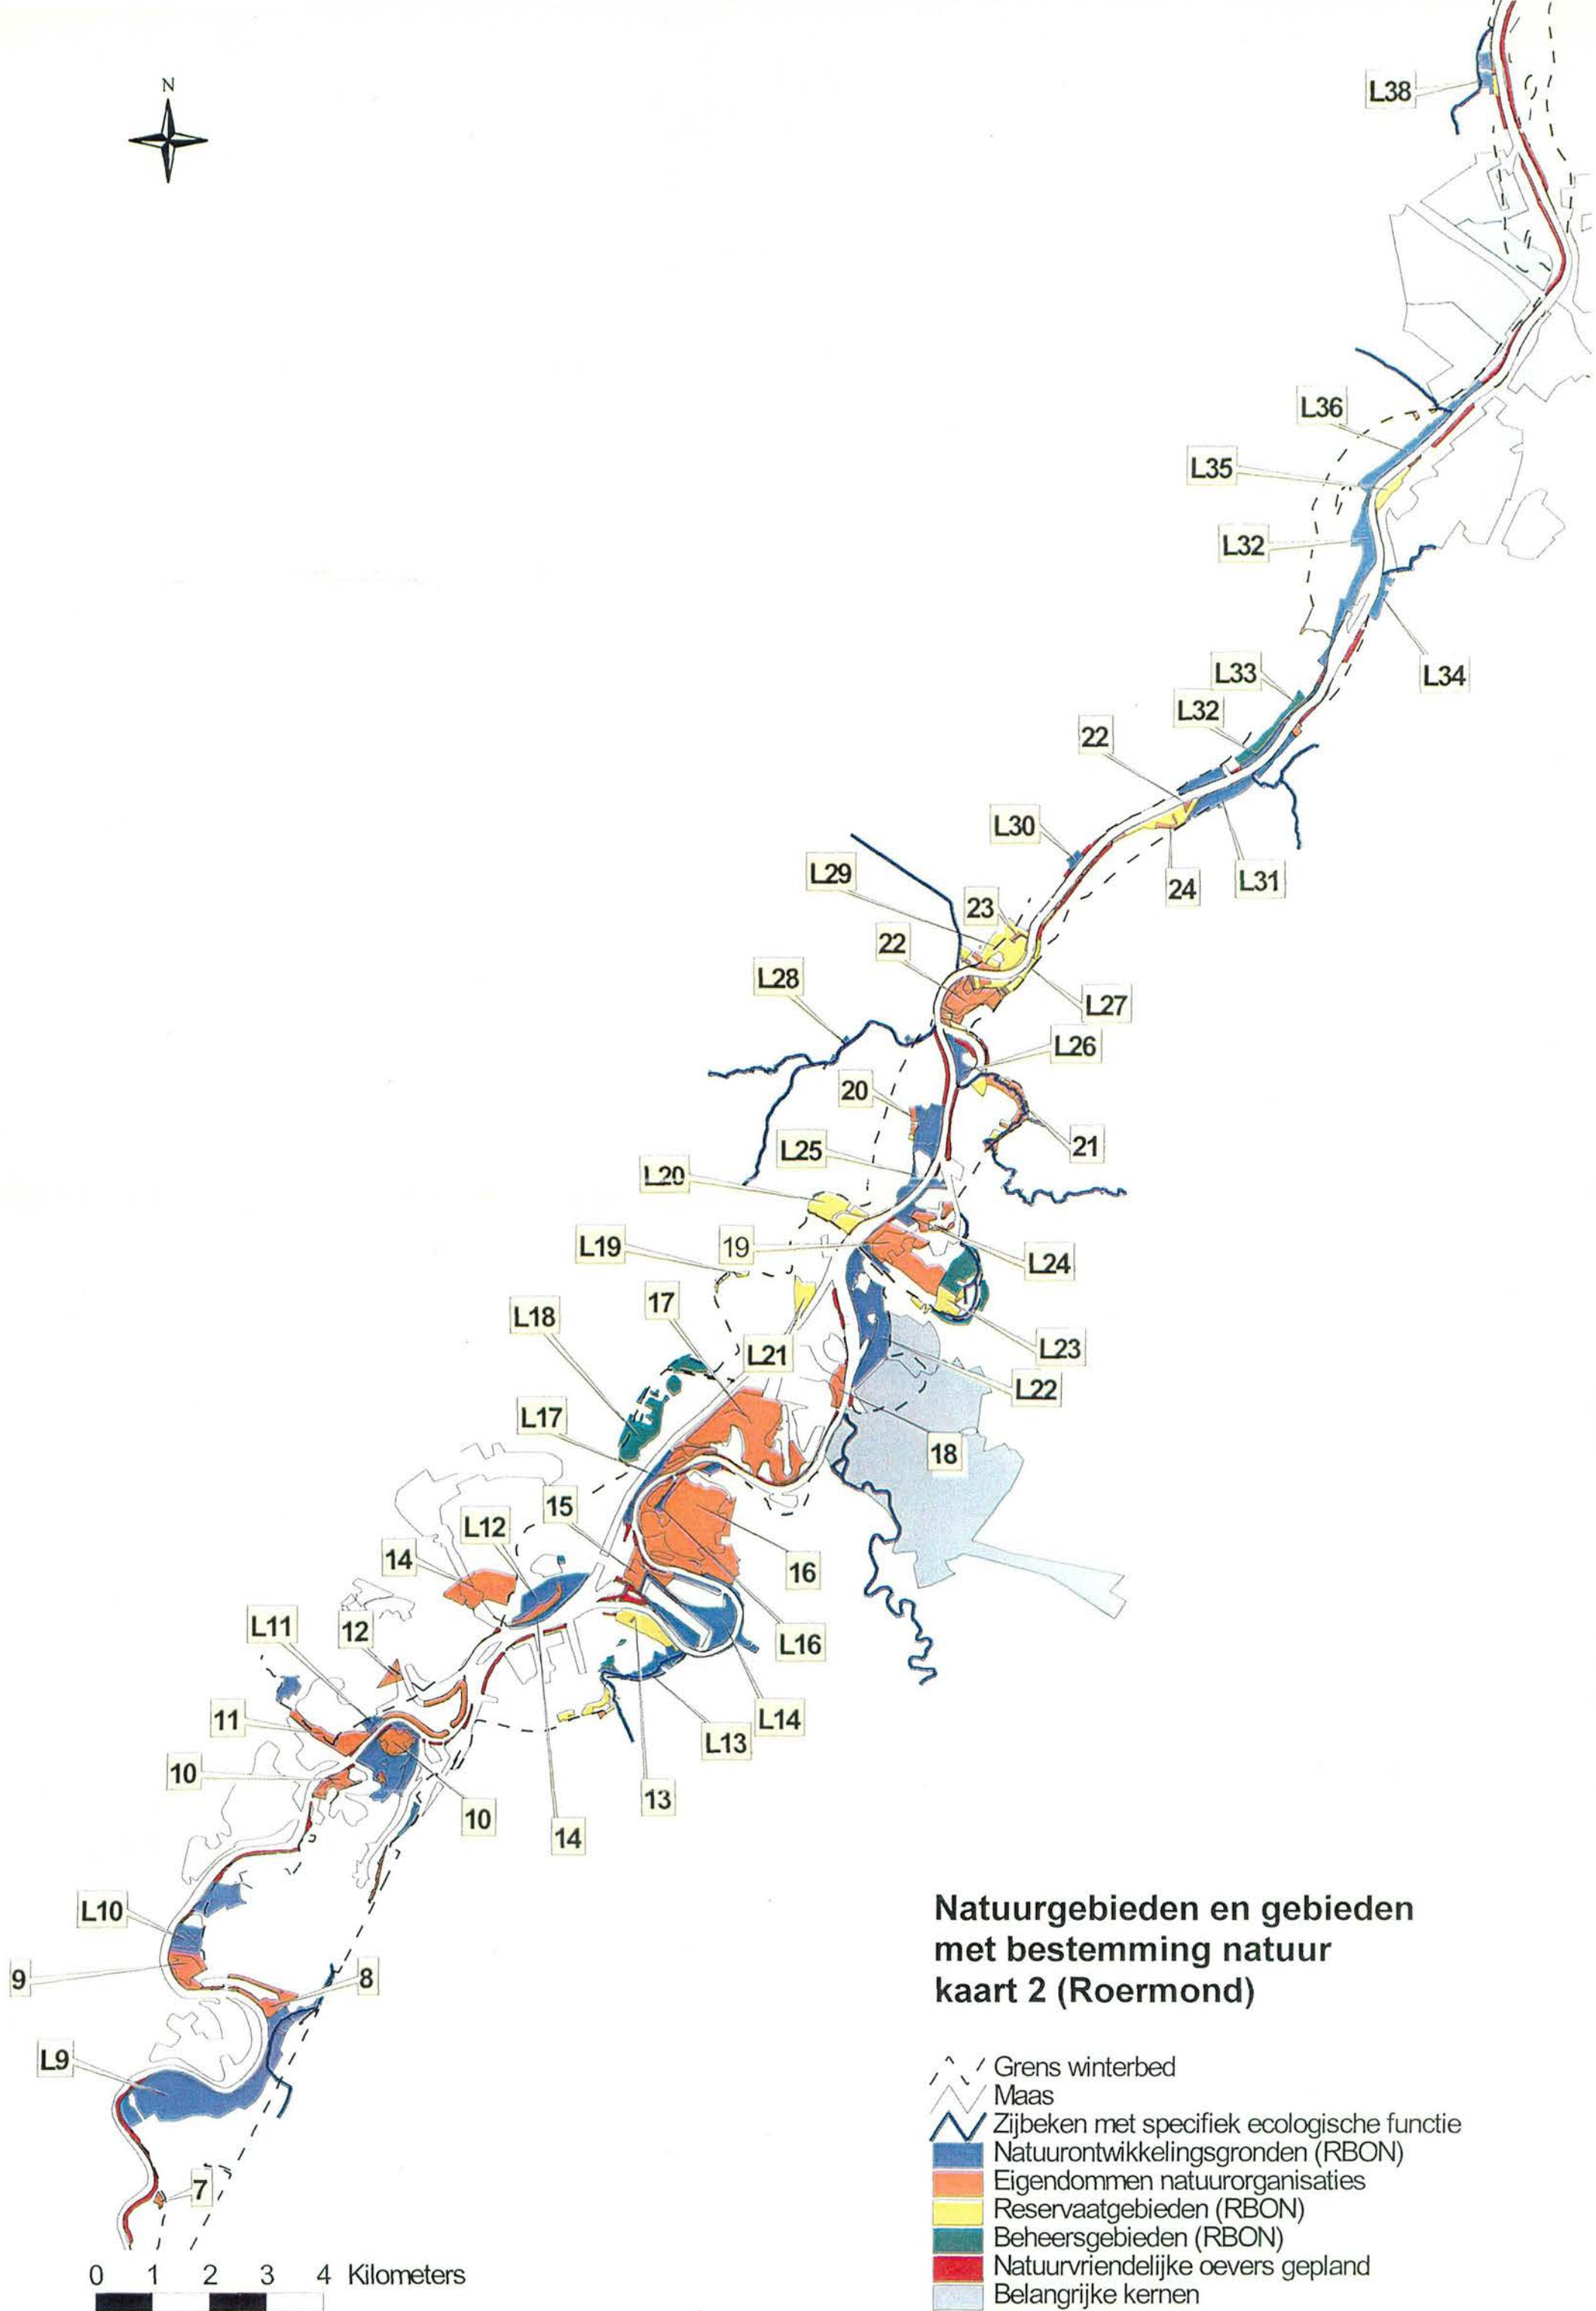 N
L38
L36
L35
L32
L34
L33
L32
22
L30
24
L31
L29
23
22
L28
L27
L26
20
21
L25
L20
L19
19
L24
17
L18
L21
L23
L22
L17
18
15
L12
14
16
L11
12
L16
11
L14
L13
10
10
13
14
L10
9
8
L9
7
Natuurgebieden en gebieden
met bestemming natuur
kaart 2 (Roermond)
Grens winterbed
Maas
Zijbeken met specifiek ecologische functie
Natuurontwikkelingsgronden (RBON)
Eigendommen natuurorganisaties
Reservaatgebieden (RBON)
Beheersgebieden (RBON)
Natuurvriendelijke oevers gepland
Belangrijke kernen
0 1 2 3 4 Kilometers